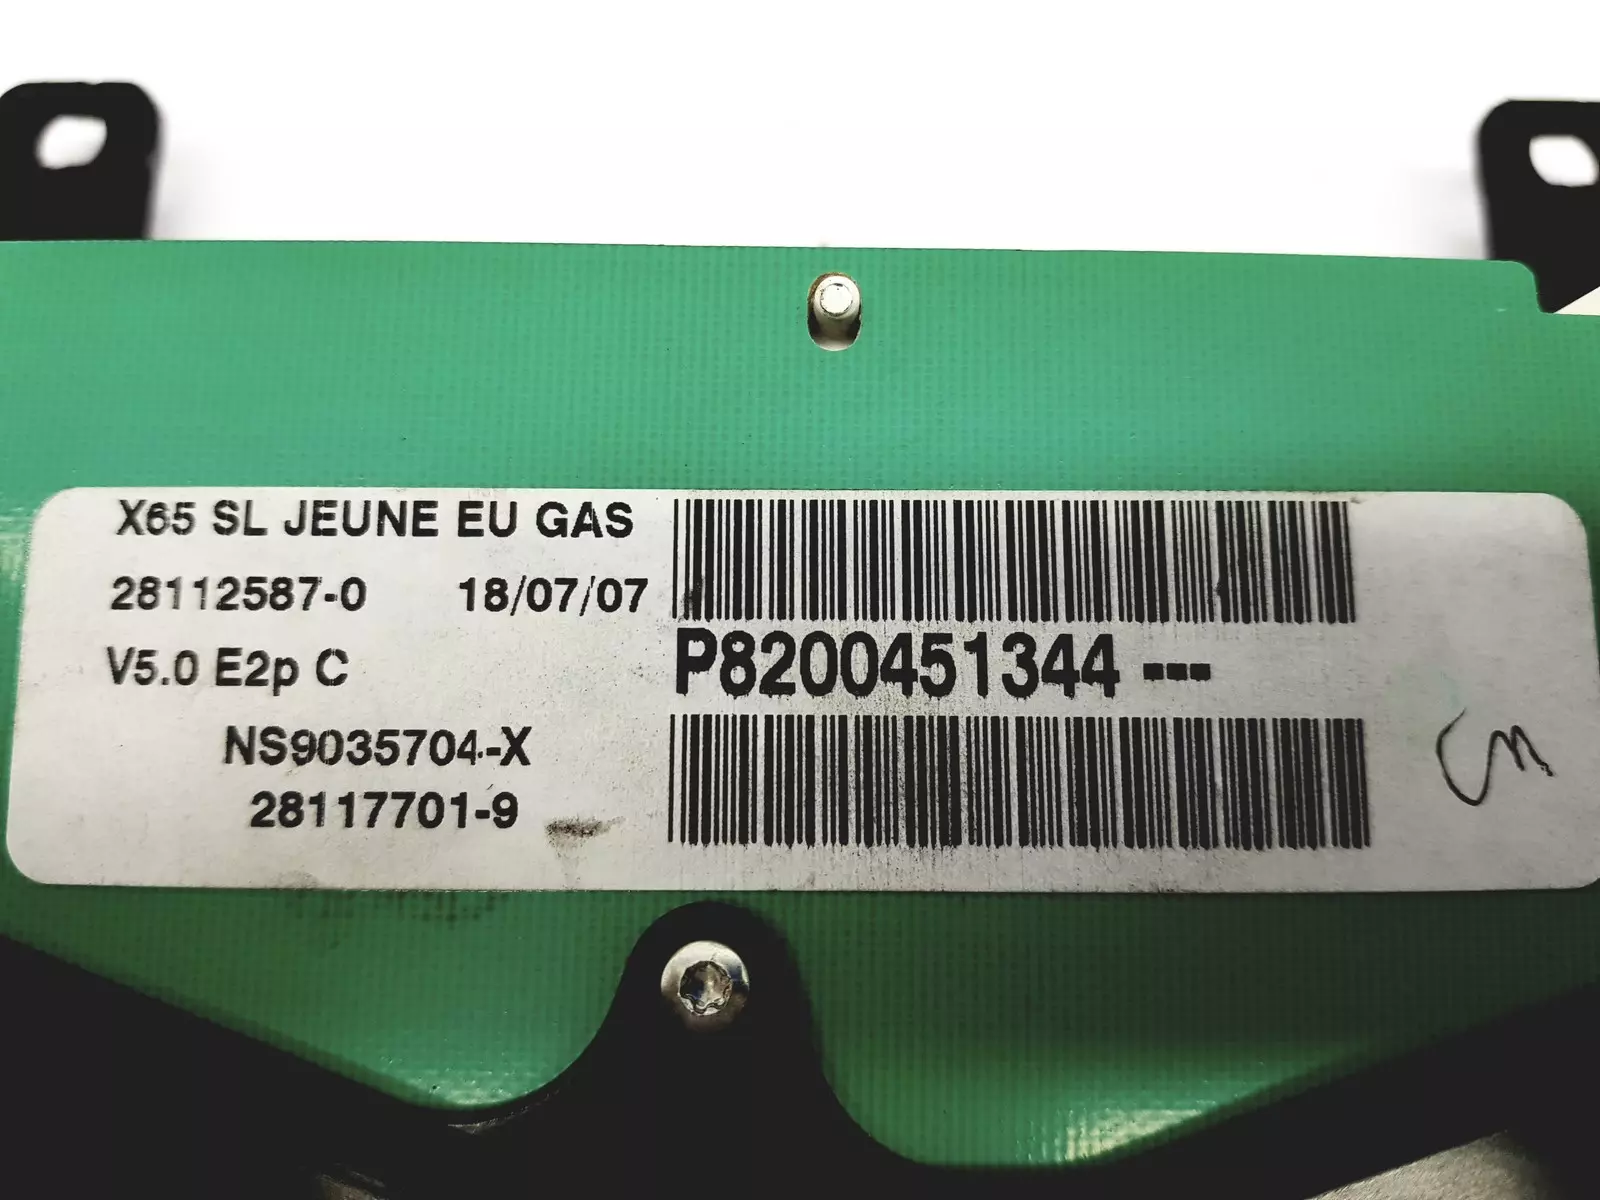 X65 SL JEUNE EU GAS
28112587-0 18/07/07
V5.0 E2p C
P8200451344 ---
NS9035704-X
28117701-9